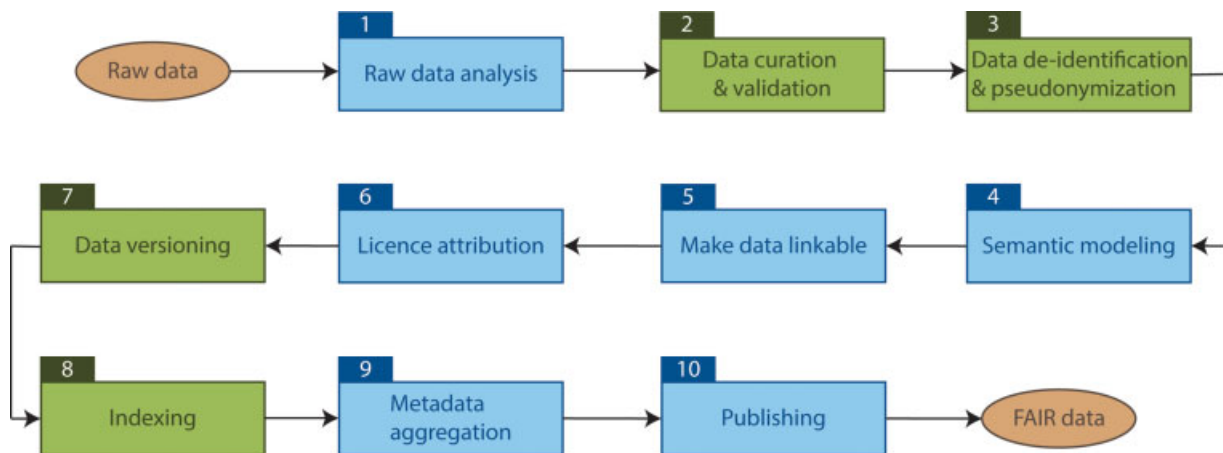 Raw data
1
Raw data analysis
2
Data curation
& validation
3
Data de-identification
& pseudonymization
4
Semantic modeling
5
Make data linkable
6
Licence attribution
7
Data versioning
8
Indexing
9
Metadata
aggregation
10
Publishing
FAIR data